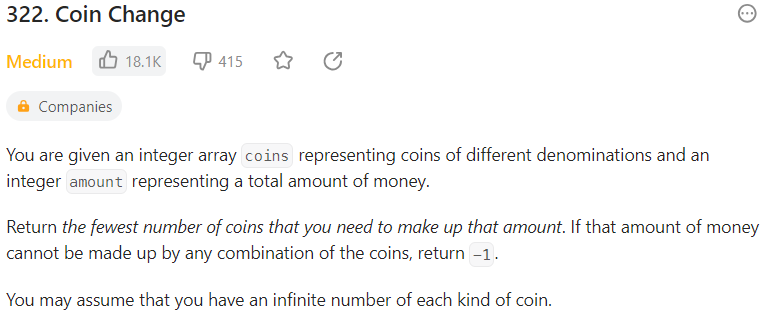 322. Coin Change
Medium 18.1K 415
Companies
You are given an integer array coins representing coins of different denominations and an
integer amount representing a total amount of money.
Return the fewest number of coins that you need to make up that amount. If that amount of money
cannot be made up by any combination of the coins, return -1.
You may assume that you have an infinite number of each kind of coin.